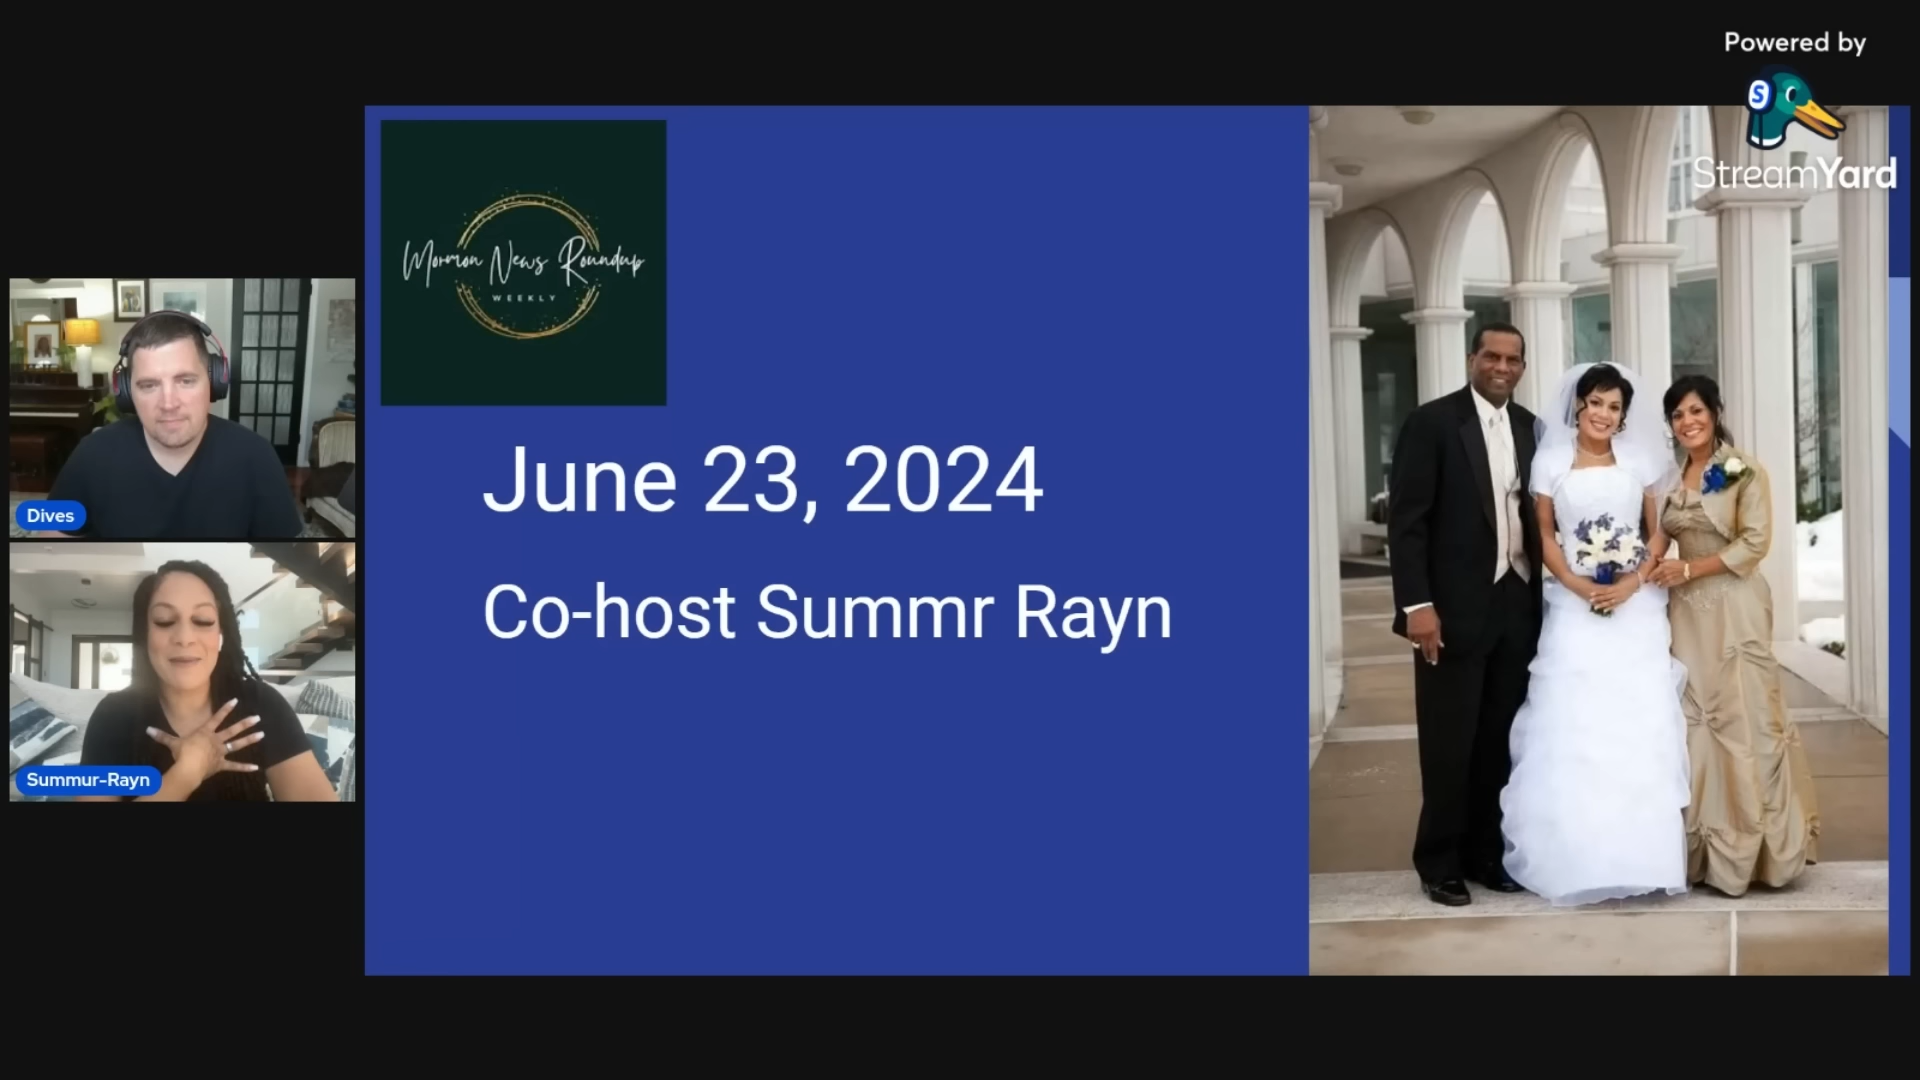 Powered by
S
StreamYard
Mormon News Roundup
WEEKLY
June 23, 2024
Co-host Summr Rayn
Dives
Summur-Rayn